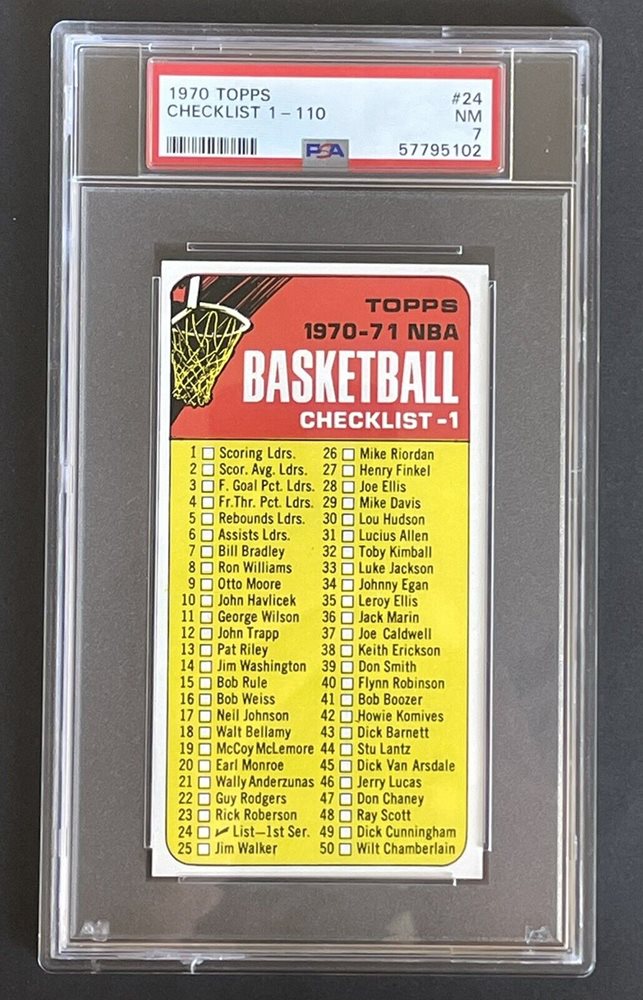 1970 TOPPS #24
CHECKLIST 1-110 NM
7
PSA 57795102
TOPPS
1970-71 NBA
BASKETBALL
CHECKLIST-1
1 Scoring Ldrs. 26 Mike Riordan
2 Scor. Avg. Ldrs. 27 Henry Finkel
3 F. Goal Pct. Ldrs. 28 Joe Ellis
4 Fr.Thr. Pct. Ldrs. 29 Mike Davis
5 Rebounds Ldrs. 30 Lou Hudson
6 Assists Ldrs. 31 Lucius Allen
7 Bill Bradley 32 Toby Kimball
8 Ron Williams 33 Luke Jackson
9 Otto Moore 34 Johnny Egan
10 John Havlicek 35 Leroy Ellis
11 George Wilson 36 Jack Marin
12 John Trapp 37 Joe Caldwell
13 Pat Riley 38 Keith Erickson
14 Jim Washington 39 Don Smith
15 Bob Rule 40 Flynn Robinson
16 Bob Weiss 41 Bob Boozer
17 Neil Johnson 42 Howie Komives
18 Walt Bellamy 43 Dick Barnett
19 McCoy McLemore 44 Stu Lantz
20 Earl Monroe 45 Dick Van Arsdale
21 Wally Anderzunas 46 Jerry Lucas
22 Guy Rodgers 47 Don Chaney
23 Rick Roberson 48 Ray Scott
24 ✓ List—1st Ser. 49 Dick Cunningham
25 Jim Walker 50 Wilt Chamberlain